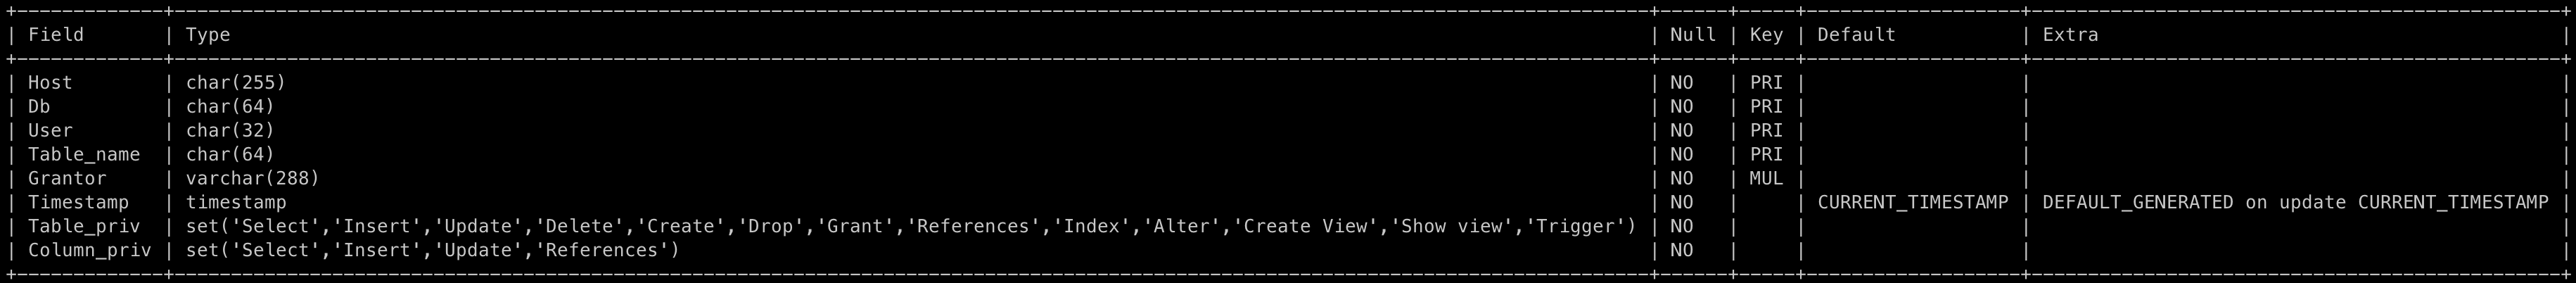 +-------------+-----------------------------------------------------------------------------------------------------------------------------------+------+-----+-------------------+-----------------------------------------------+
| Field       | Type                                                                                                                              | Null | Key | Default           | Extra                                         |
+-------------+-----------------------------------------------------------------------------------------------------------------------------------+------+-----+-------------------+-----------------------------------------------+
| Host        | char(255)                                                                                                                         | NO   | PRI |                   |                                               |
| Db          | char(64)                                                                                                                          | NO   | PRI |                   |                                               |
| User        | char(32)                                                                                                                          | NO   | PRI |                   |                                               |
| Table_name  | char(64)                                                                                                                          | NO   | PRI |                   |                                               |
| Grantor     | varchar(288)                                                                                                                      | NO   | MUL |                   |                                               |
| Timestamp   | timestamp                                                                                                                         | NO   |     | CURRENT_TIMESTAMP | DEFAULT_GENERATED on update CURRENT_TIMESTAMP |
| Table_priv  | set('Select','Insert','Update','Delete','Create','Drop','Grant','References','Index','Alter','Create View','Show view','Trigger') | NO   |     |                   |                                               |
| Column_priv | set('Select','Insert','Update','References')                                                                                      | NO   |     |                   |                                               |
+-------------+-----------------------------------------------------------------------------------------------------------------------------------+------+-----+-------------------+-----------------------------------------------+